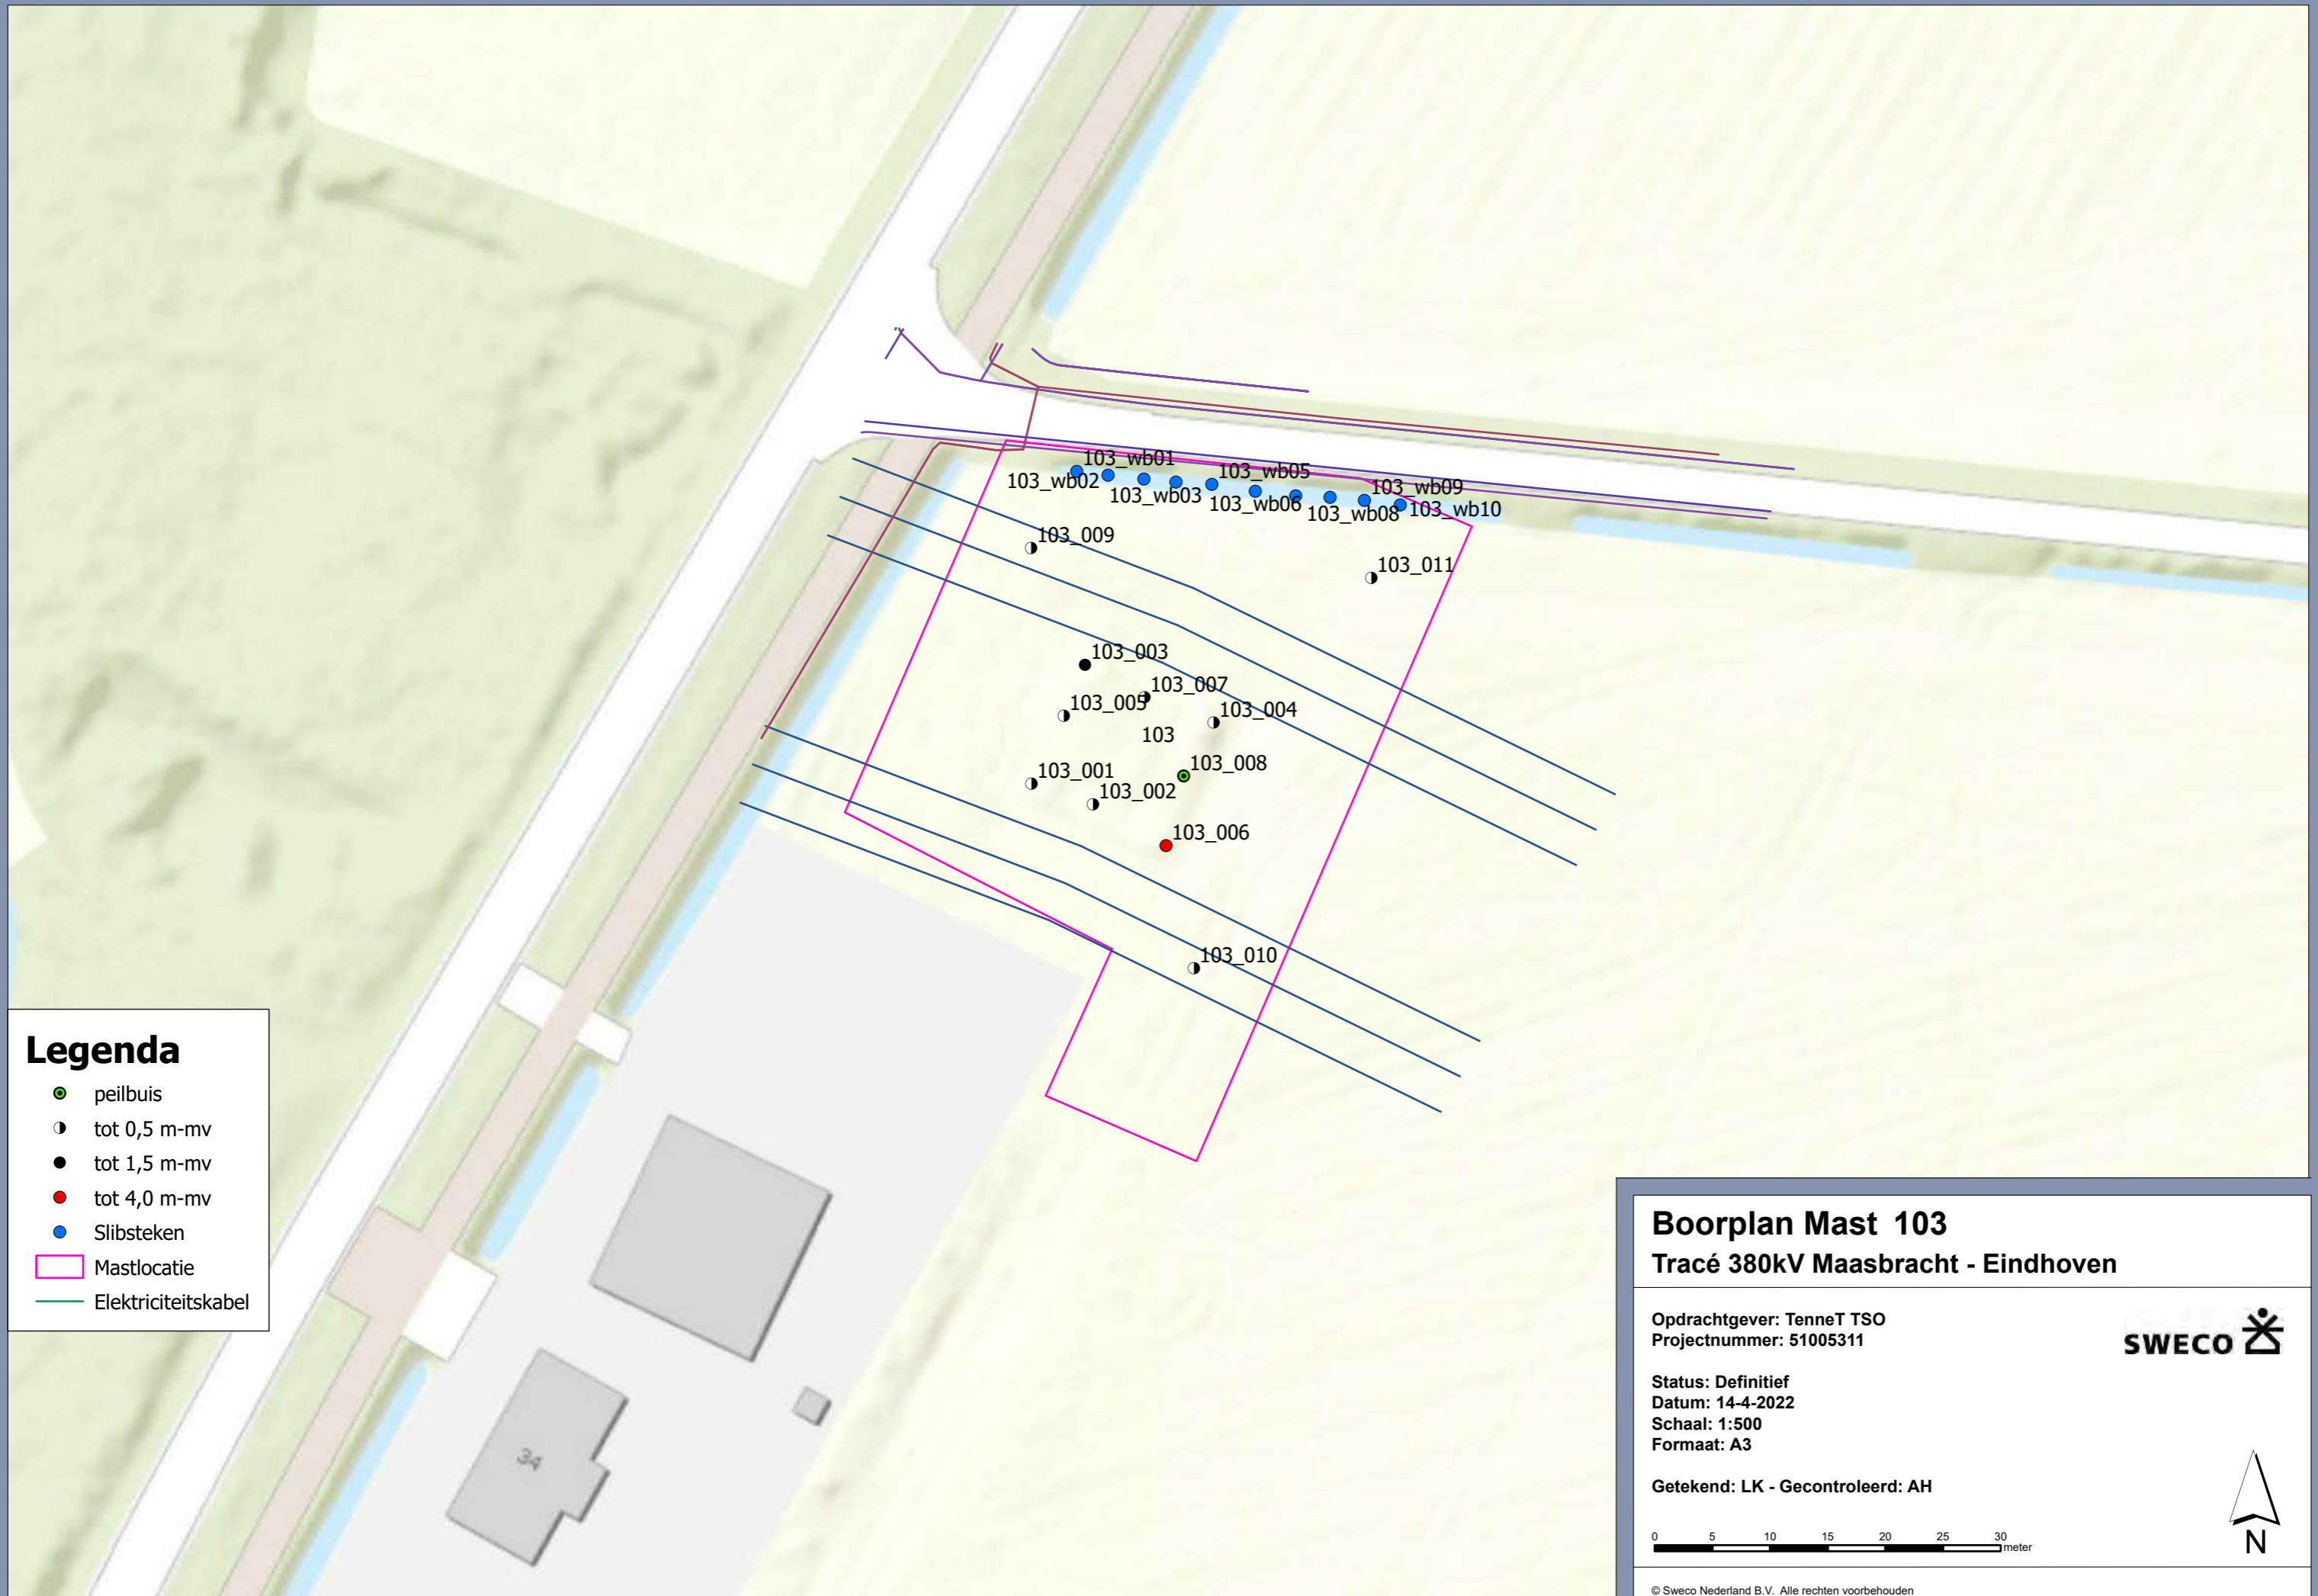 103_wb01
103_wb02
103_wb03
103_wb05
103_wb06
103_wb08
103_wb09
103_wb10
103_009
103_011
103_003
103_007
103_005
103_004
103
103_008
103_001
103_002
103_006
103_010
34
Legenda
peilbuis
tot 0,5 m-mv
tot 1,5 m-mv
tot 4,0 m-mv
Slibsteken
Mastlocatie
Elektriciteitskabel
Boorplan Mast 103
Tracé 380kV Maasbracht - Eindhoven
Opdrachtgever: TenneT TSO
Projectnummer: 51005311
SWECO
Status: Definitief
Datum: 14-4-2022
Schaal: 1:500
Formaat: A3
Getekend: LK - Gecontroleerd: AH
0 5 10 15 20 25 30
meter
N
© Sweco Nederland B.V. Alle rechten voorbehouden